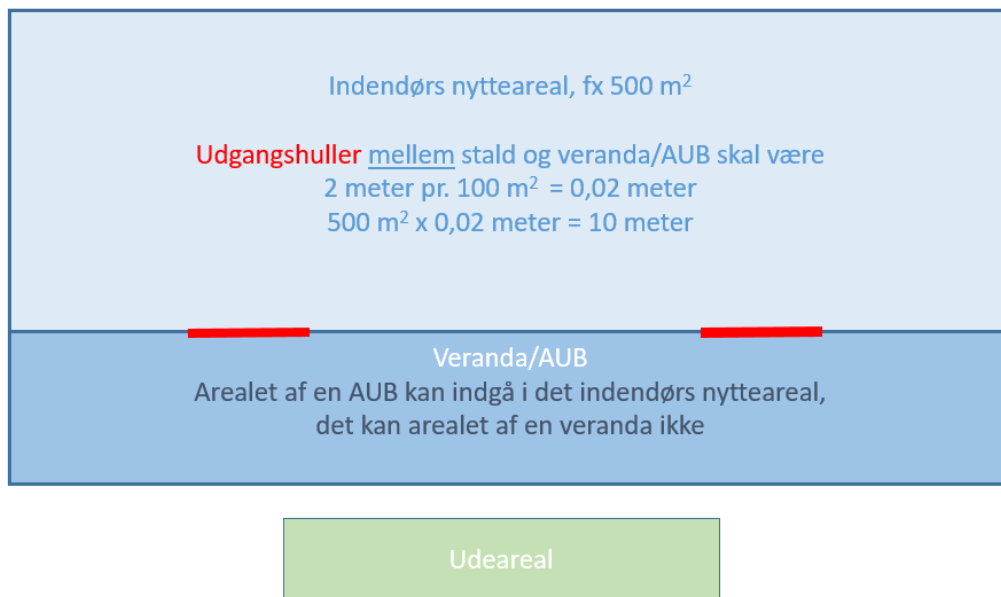 Indendørs nytteareal, fx 500 m²
Udgangshuller mellem stald og veranda/AUB skal være
2 meter pr. 100 m² = 0,02 meter
500 m² x 0,02 meter = 10 meter
Veranda/AUB
Arealet af en AUB kan indgå i det indendørs nytteareal,
det kan arealet af en veranda ikke
Udeareal